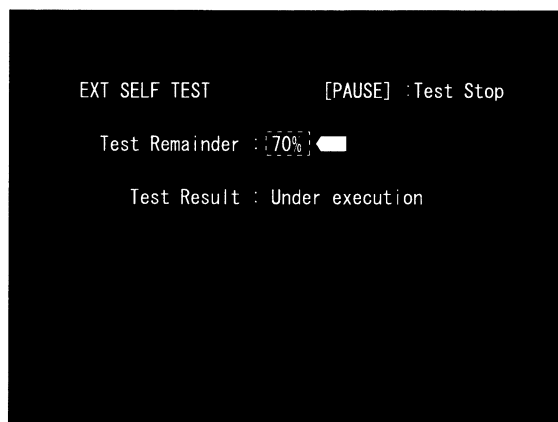 EXT SELF TEST [PAUSE] :Test Stop
Test Remainder : 70%
Test Result : Under execution